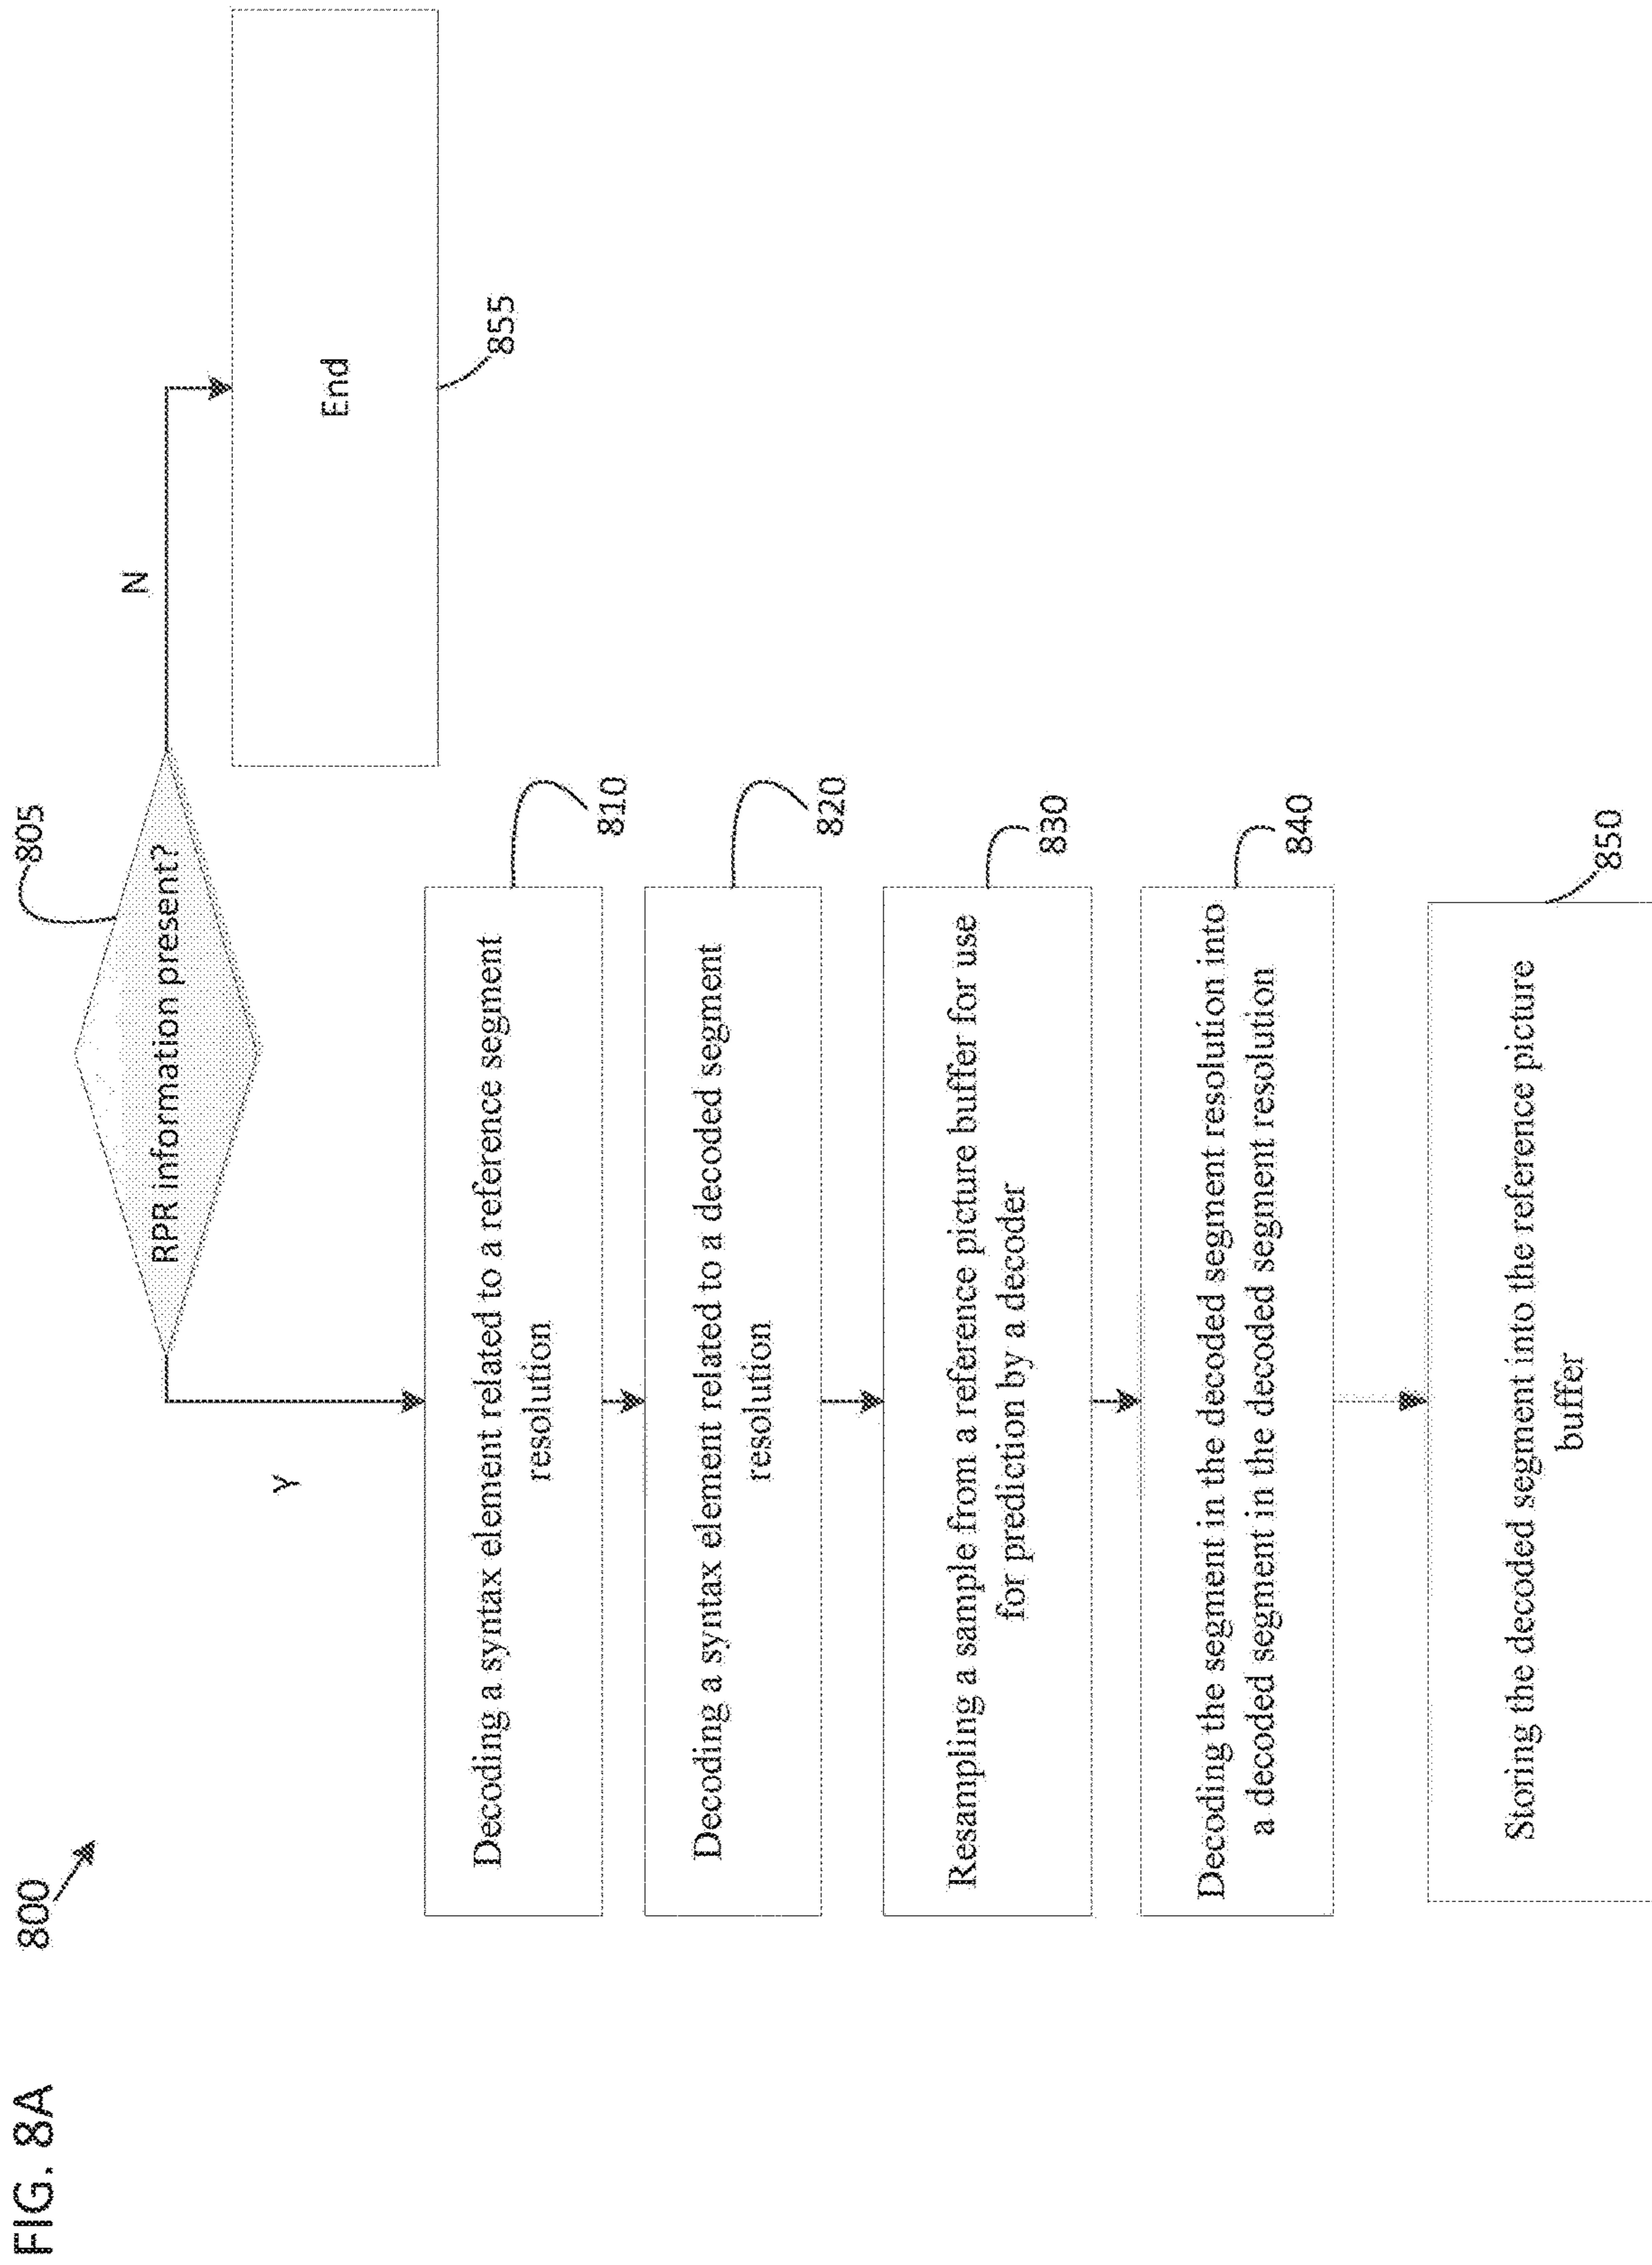 FIG. 8A
800
805
RPR information present?
N
Y
End
855
Decoding a syntax element related to a reference segment
resolution
810
Decoding a syntax element related to a decoded segment
resolution
820
Resampling a sample from a reference picture buffer for use
for prediction by a decoder
830
Decoding the segment in the decoded segment resolution into
a decoded segment in the decoded segment resolution
840
Storing the decoded segment into the reference picture
buffer
850